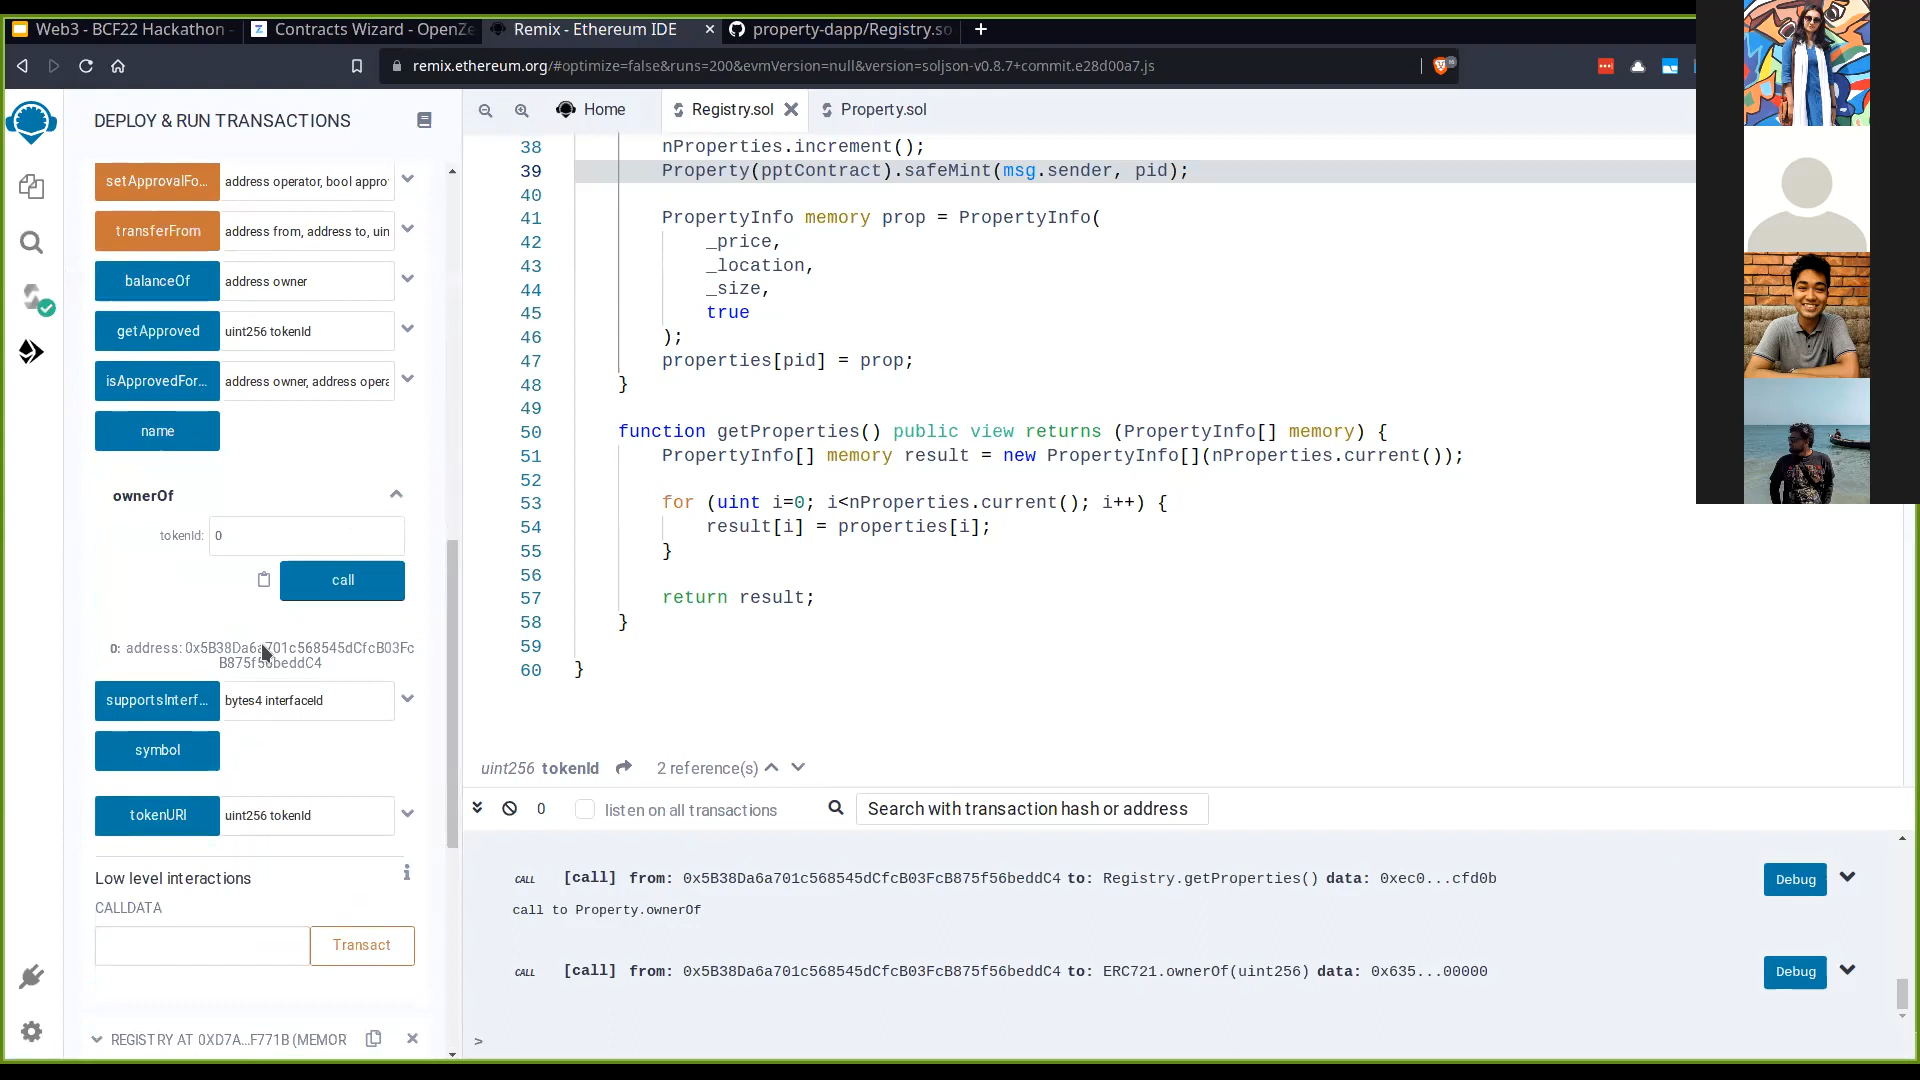 Web3 - BCF22 Hackathon -
Contracts Wizard - OpenZe
Remix - Ethereum IDE
property-dapp/Registry.so
remix.ethereum.org/#optimize=false&runs=200&evmVersion=null&version=soljson-v0.8.7+commit.e28d00a7.js
DEPLOY & RUN TRANSACTIONS
setApprovalFo...
address operator, bool appro
transferFrom
address from, address to, uin
balanceOf
address owner
getApproved
uint256 tokenId
isApprovedFor...
address owner, address opera
name
ownerOf
tokenId:
0
call
0: address: 0x5B38Da6a701c568545dCfcB03Fc
B875f56beddC4
supportsInterf...
bytes4 interfaceId
symbol
tokenURI
uint256 tokenId
Low level interactions
i
CALLDATA
Transact
REGISTRY AT 0XD7A...F771B (MEMOR
Home
Registry.sol
Property.sol
38 nProperties.increment();
39 Property(pptContract).safeMint(msg.sender, pid);
40
41 PropertyInfo memory prop = PropertyInfo(
42 _price,
43 _location,
44 _size,
45 true
46 );
47 properties[pid] = prop;
48 }
49
50 function getProperties() public view returns (PropertyInfo[] memory) {
51 PropertyInfo[] memory result = new PropertyInfo[](nProperties.current());
52
53 for (uint i=0; i<nProperties.current(); i++) {
54 result[i] = properties[i];
55 }
56
57 return result;
58 }
59
60 }
uint256 tokenId
2 reference(s)
0
listen on all transactions
Search with transaction hash or address
CALL [call] from: 0x5B38Da6a701c568545dCfcB03FcB875f56beddC4 to: Registry.getProperties() data: 0xec0...cfd0b
Debug
call to Property.ownerOf
CALL [call] from: 0x5B38Da6a701c568545dCfcB03FcB875f56beddC4 to: ERC721.ownerOf(uint256) data: 0x635...00000
Debug
>